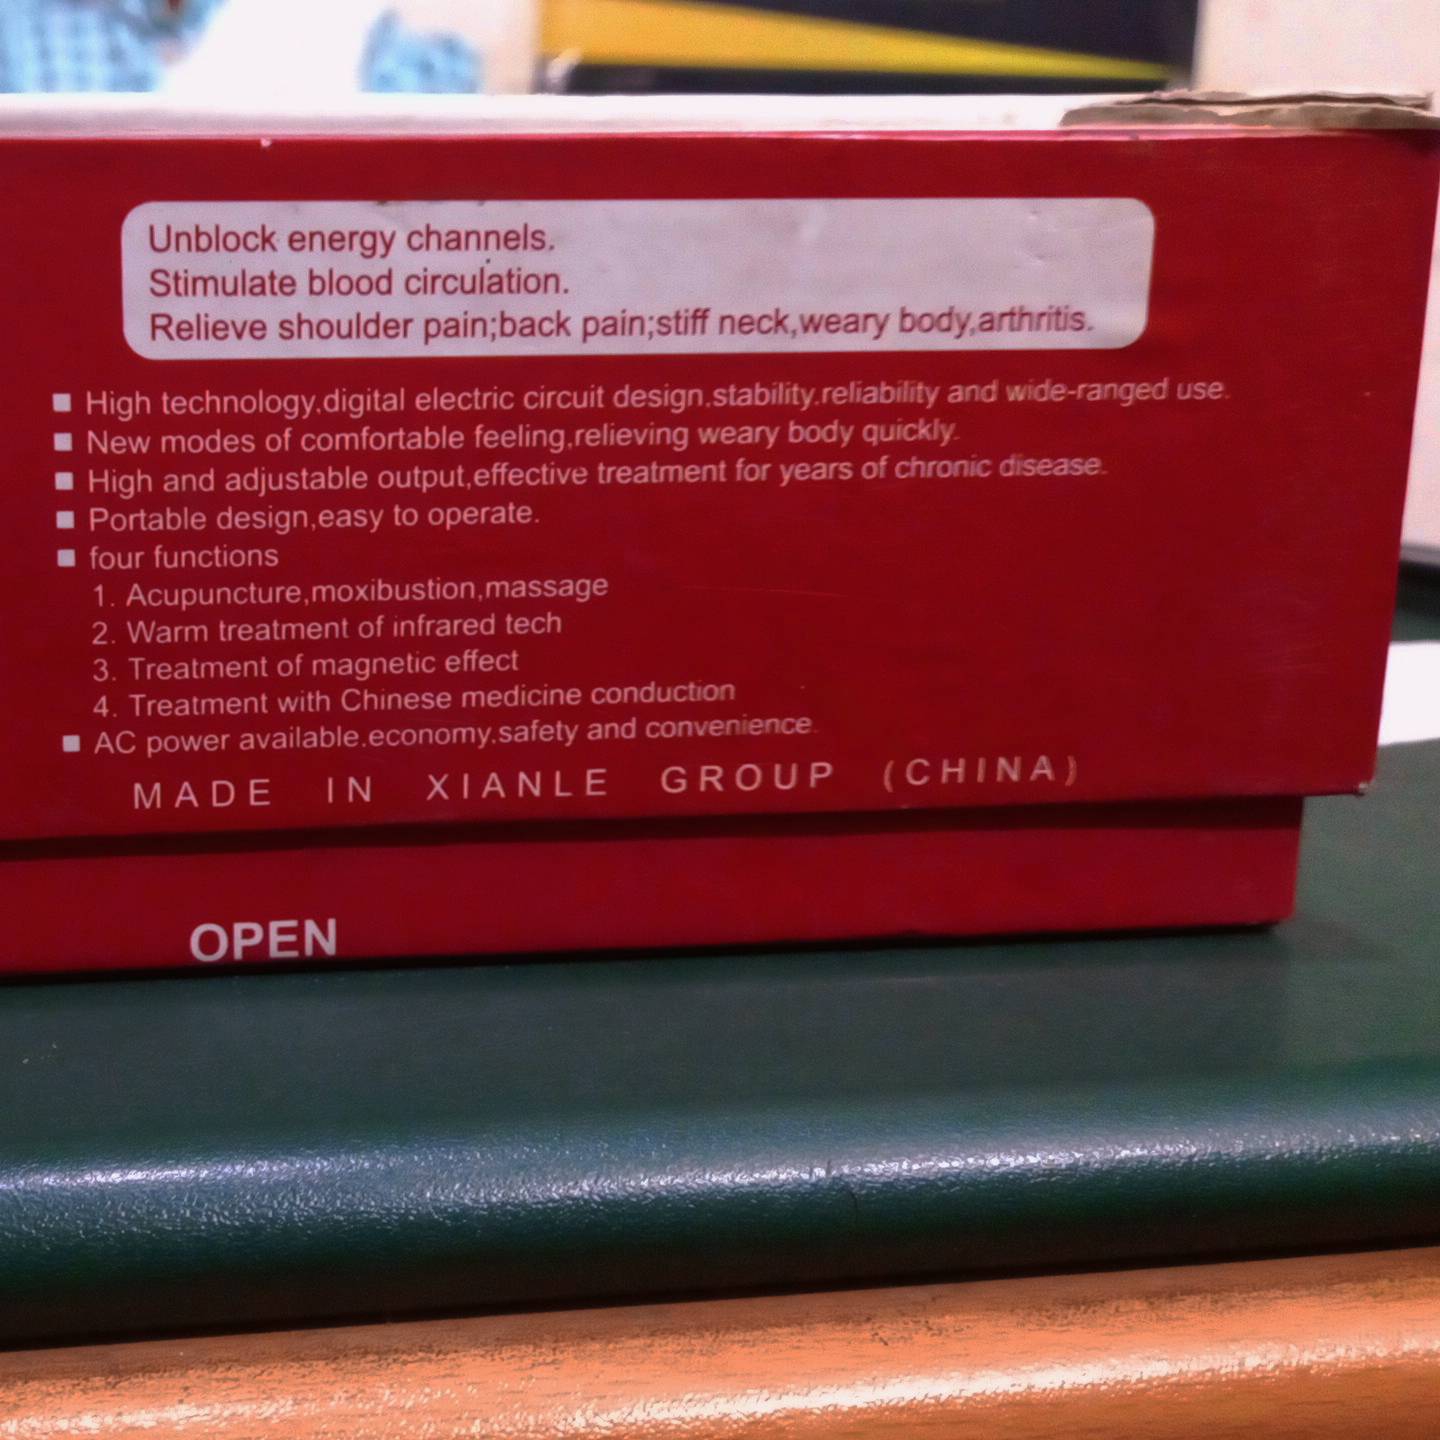 Unblock energy channels.
Stimulate blood circulation.
Relieve shoulder pain;back pain;stiff neck,weary body,arthritis.
■ High technology,digital electric circuit design,stability,reliability and wide-ranged use.
■ New modes of comfortable feeling,relieving weary body quickly.
■ High and adjustable output,effective treatment for years of chronic disease.
■ Portable design,easy to operate.
■ four functions
1. Acupuncture,moxibustion,massage
2. Warm treatment of infrared tech
3. Treatment of magnetic effect
4. Treatment with Chinese medicine conduction
■ AC power available,economy,safety and convenience.
MADE IN XIANLE GROUP (CHINA)
OPEN